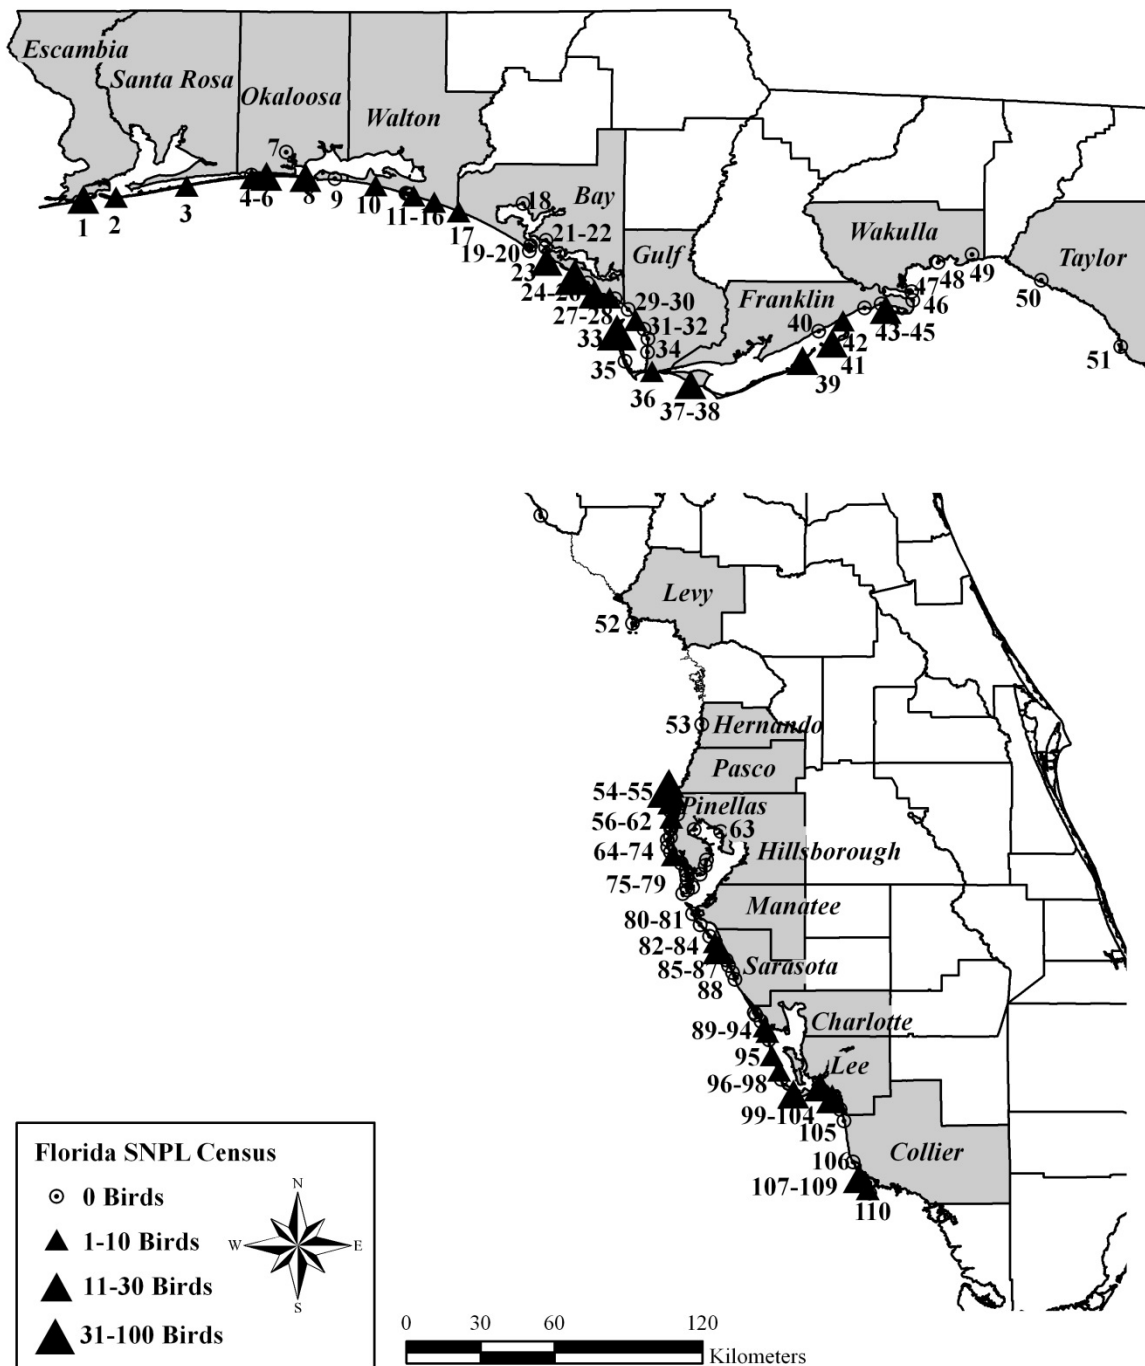 Escambia
Santa Rosa
Okaloosa
Walton
7
1
2
3
4-6
8
9
10
11-16
17
18
Bay
21-22
19-20
23
Gulf
24-26
27-28
29-30
31-32
33
34
35
36
37-38
Franklin
39
40
41
42
43-45
Wakulla
46
47
48
49
Taylor
50
51
Levy
52
53
Hernando
Pasco
54-55
Pinellas
56-62
63
64-74
Hillsborough
75-79
Manatee
80-81
82-84
85-87
Sarasota
88
Charlotte
89-94
95
Lee
96-98
99-104
105
Collier
106
107-109
110
Florida SNPL Census
0 Birds
1-10 Birds
11-30 Birds
31-100 Birds
N
W
E
S
0 30 60 120
Kilometers